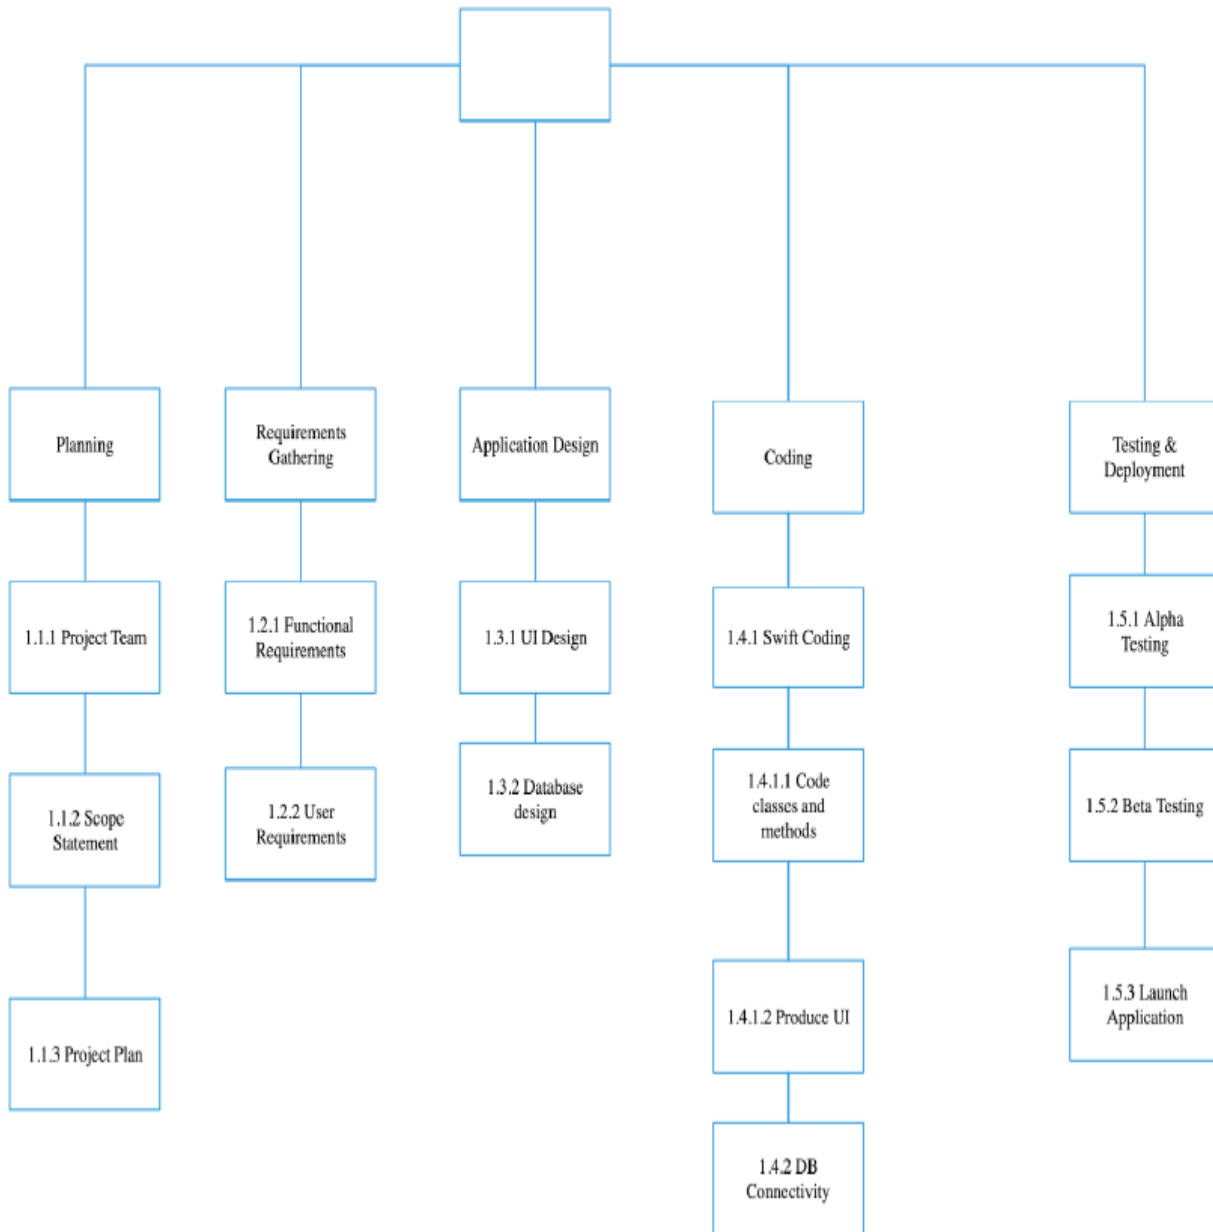 Planning
Requirements
Gathering
Application Design
Coding
Testing &
Deployment
1.1.1 Project Team
1.2.1 Functional
Requirements
1.3.1 UI Design
1.4.1 Swift Coding
1.5.1 Alpha
Testing
1.1.2 Scope
Statement
1.2.2 User
Requirements
1.3.2 Database
design
1.4.1.1 Code
classes and
methods
1.5.2 Beta Testing
1.1.3 Project Plan
1.4.1.2 Produce UI
1.5.3 Launch
Application
1.4.2 DB
Connectivity